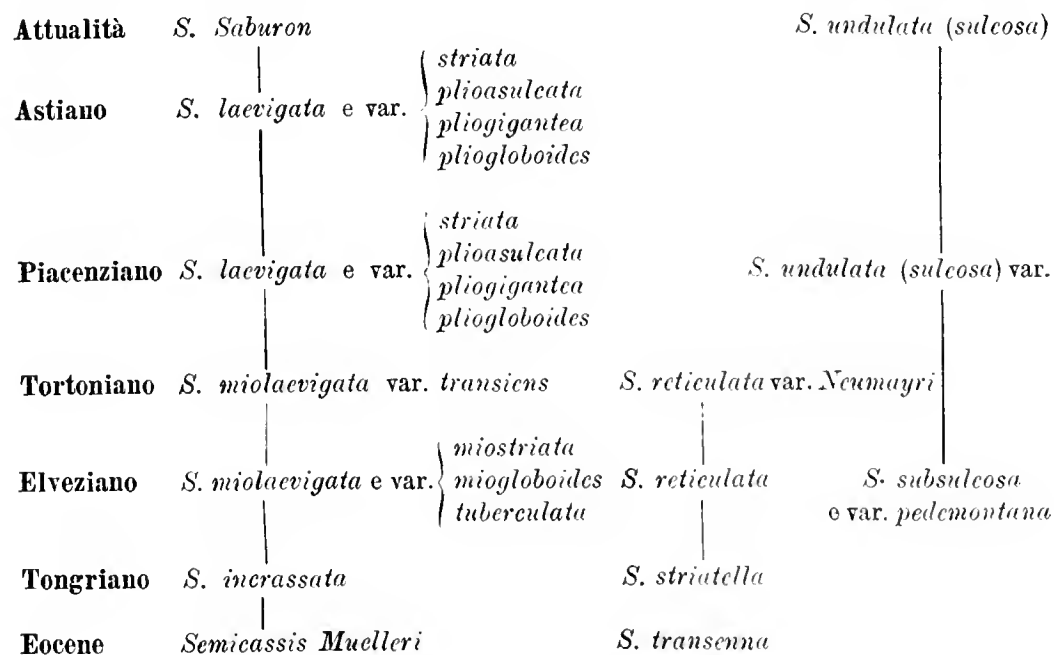 Attualità S. Saburon S. undulata (sulcosa)
striata
plioasulcata
Astiano S. laevigata e var.
pliogigantea
pliogloboides
striata
plioasulcata
Piacenziano S. laevigata e var. S. undulata (sulcosa) var.
pliogigantea
pliogloboides
Tortoniano S. miolaevigata var. transiens S. reticulata var. Neumayri
miostriata
Elveziano S. miolaevigata e var. miogloboides S. reticulata S. subsulcosa
tuberculata e var. pedemontana
Tongriano S. incrassata S. striatella
Eocene Semicassis Muelleri S. transenna